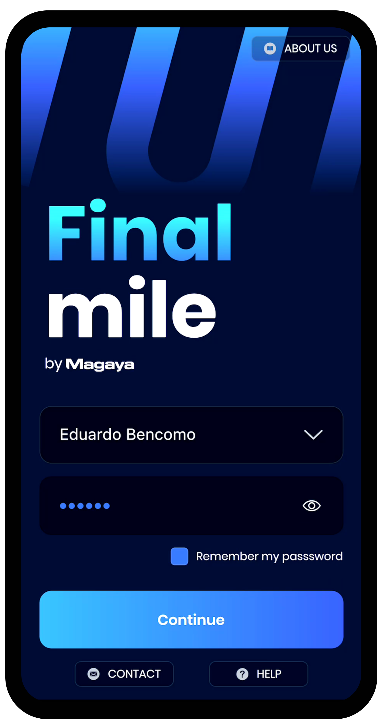 ABOUT US
Final
mile
by Magaya
Eduardo Bencomo
••••••
Remember my passsword
Continue
CONTACT
HELP